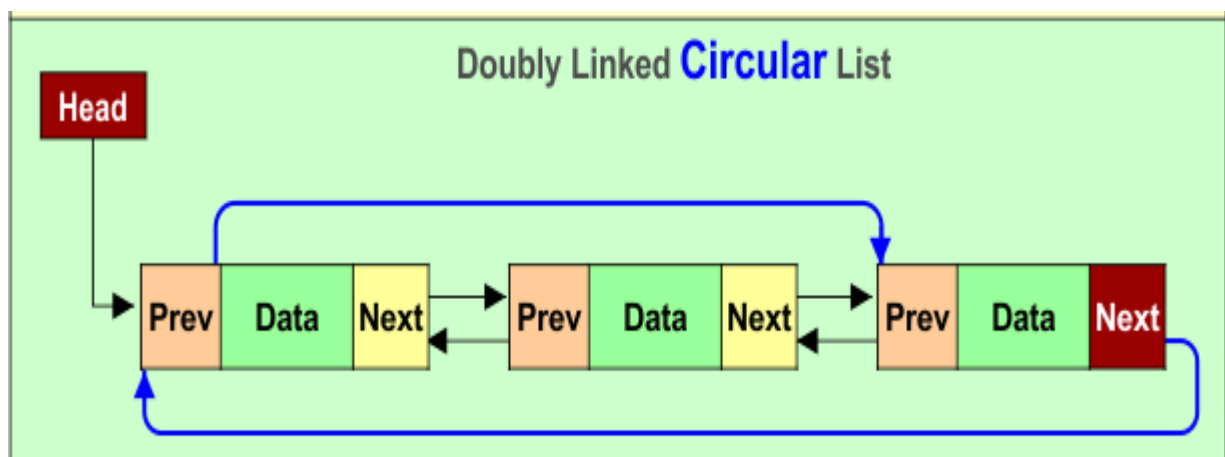 Doubly Linked Circular List
Head
Prev Data Next Prev Data Next Prev Data Next